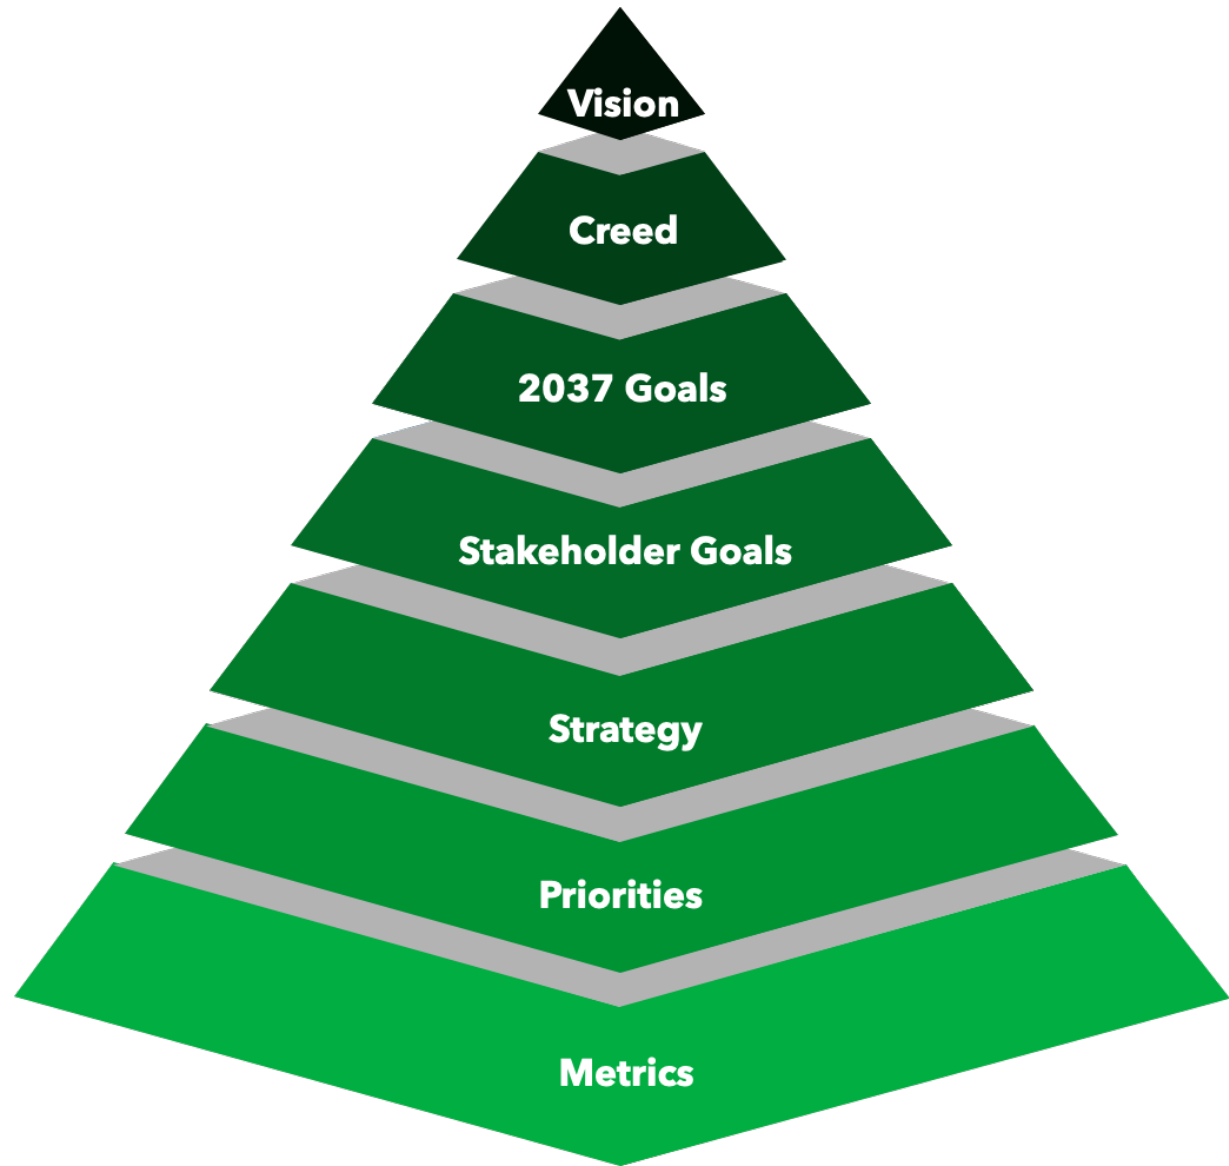 Vision
Creed
2037 Goals
Stakeholder Goals
Strategy
Priorities
Metrics